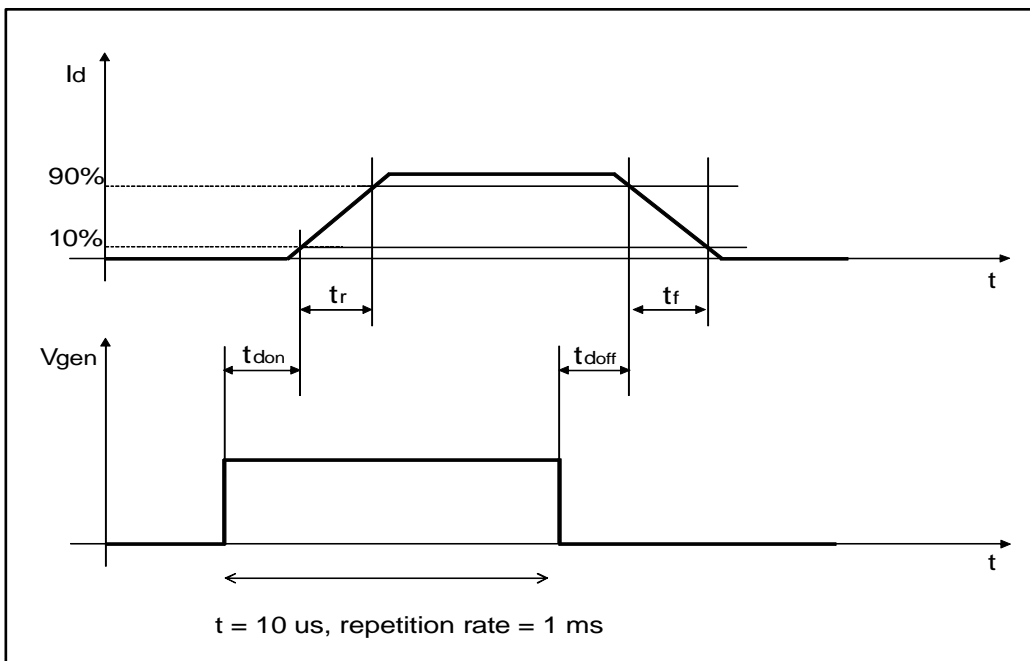 Id
90%
10%
t
tr
tf
Vgen
tdon
tdoff
t
t = 10 us, repetition rate = 1 ms